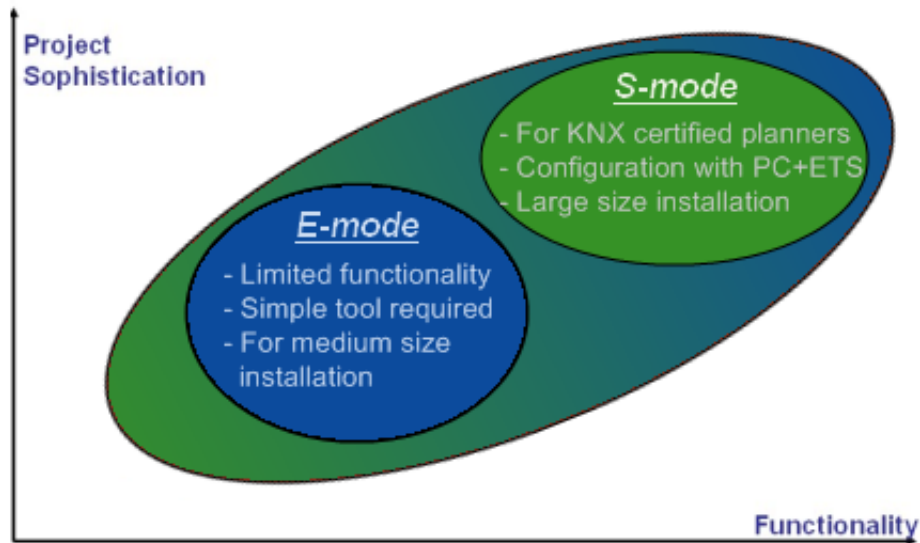 Project
Sophistication
S-mode
- For KNX certified planners
- Configuration with PC+ETS
- Large size installation
E-mode
- Limited functionality
- Simple tool required
- For medium size
installation
Functionality